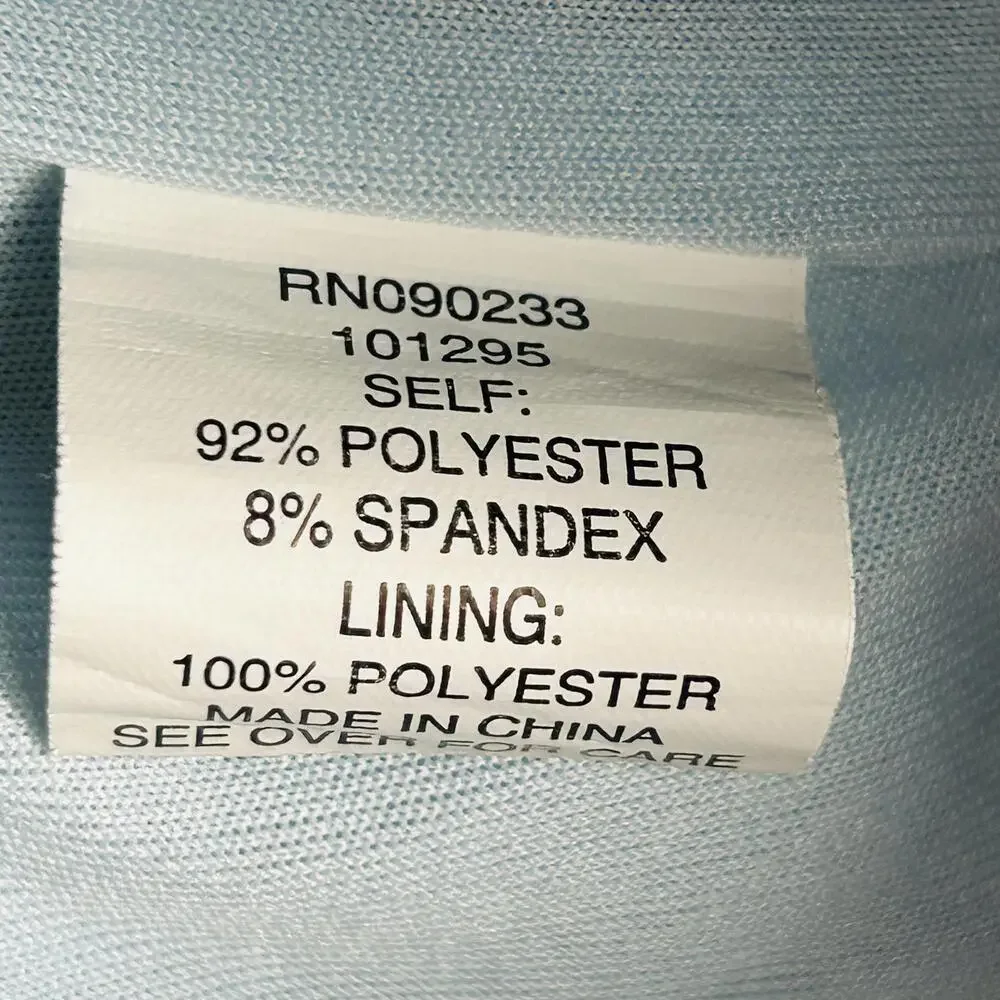 RN090233
101295
SELF:
92% POLYESTER
8% SPANDEX
LINING:
100% POLYESTER
MADE IN CHINA
SEE OVER FOR CARE